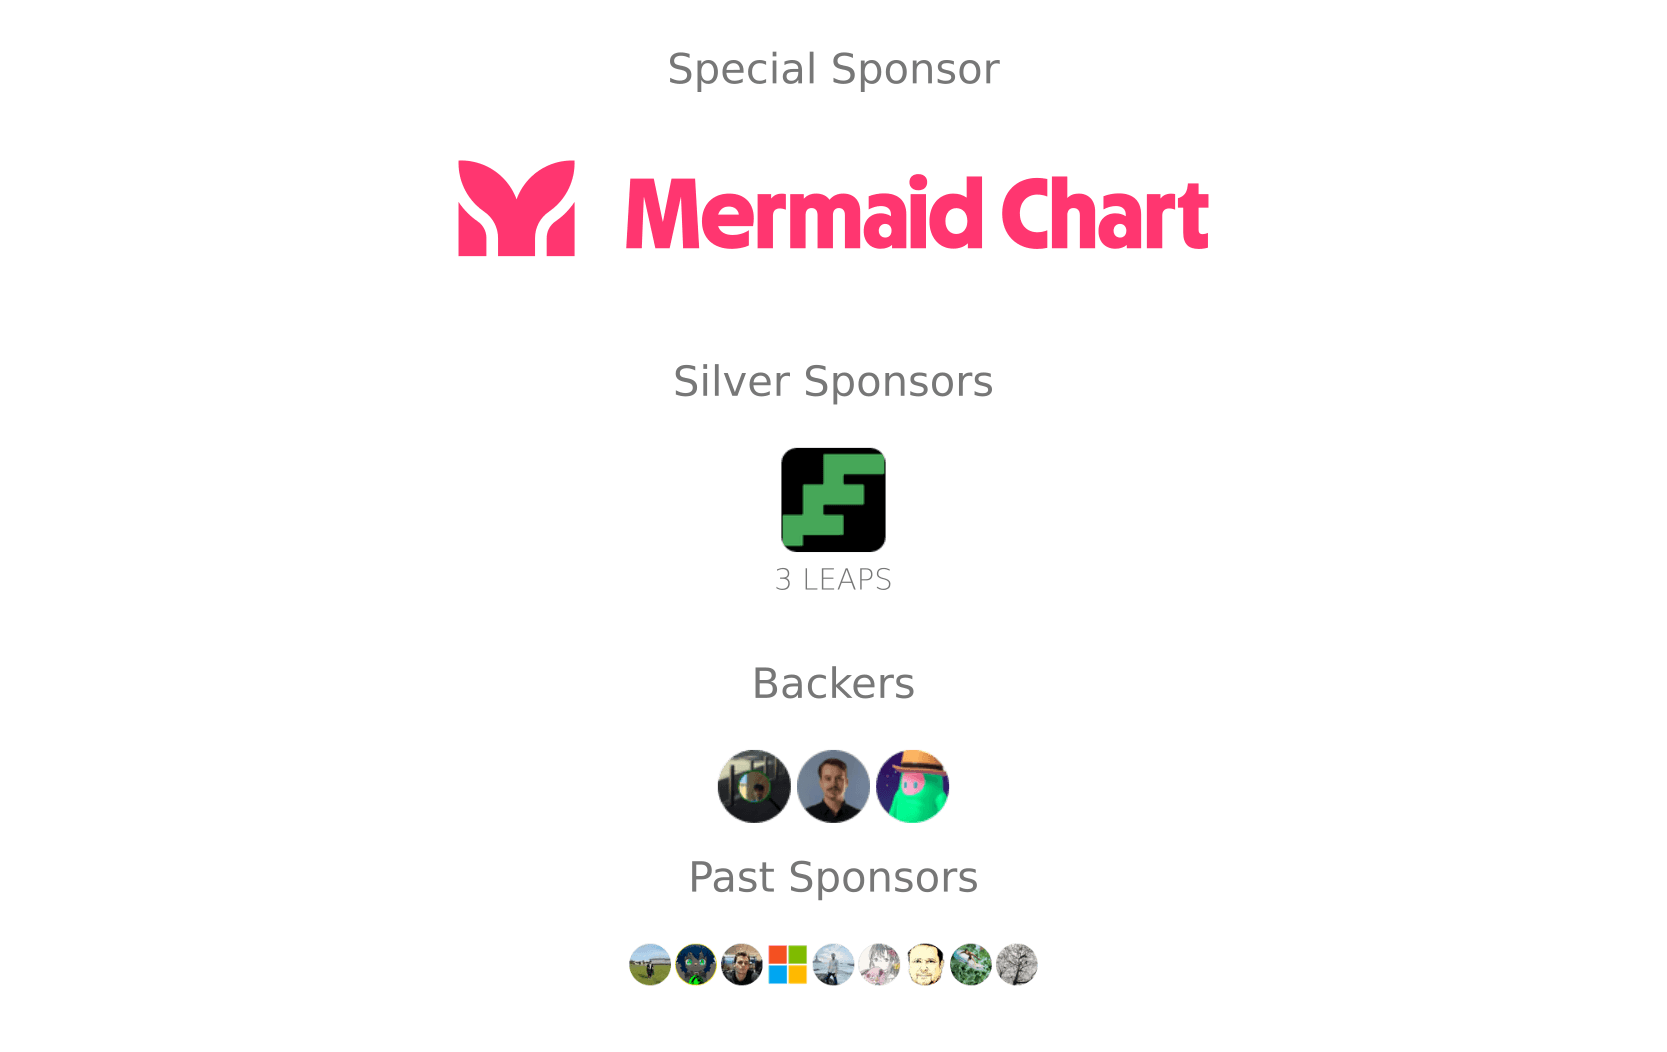 Special Sponsor
Mermaid Chart
Silver Sponsors
3 LEAPS
Backers
Past Sponsors